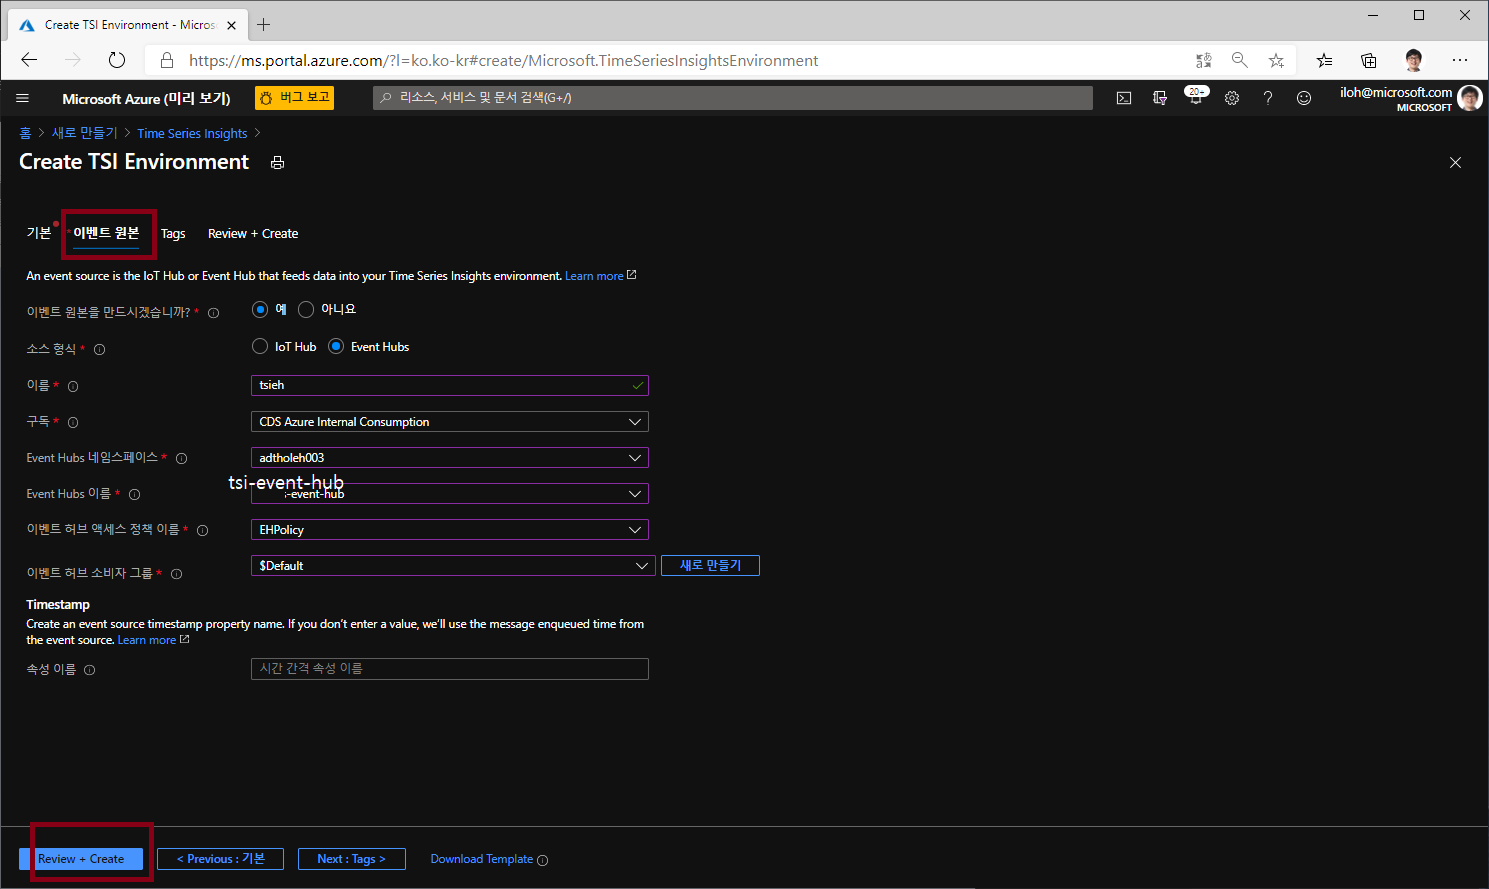 Create TSI Environment - Micros
https://ms.portal.azure.com/?l=ko.ko-kr#create/Microsoft.TimeSeriesInsightsEnvironment
Microsoft Azure (미리 보기)
버그 보고
리소스, 서비스 및 문서 검색(G+/)
20+
iloh@microsoft.com
MICROSOFT
홈 > 새로 만들기 > Time Series Insights >
Create TSI Environment
기본 * 이벤트 원본 Tags Review + Create
An event source is the IoT Hub or Event Hub that feeds data into your Time Series Insights environment. Learn more
이벤트 원본을 만드시겠습니까? * 예 아니요
소스 형식 * IoT Hub Event Hubs
이름 * tsieh
구독 * CDS Azure Internal Consumption
Event Hubs 네임스페이스 * adtholeh003
tsi-event-hub
Event Hubs 이름 * -event-hub
이벤트 허브 액세스 정책 이름 * EHPolicy
이벤트 허브 소비자 그룹 * $Default 새로 만들기
Timestamp
Create an event source timestamp property name. If you don't enter a value, we'll use the message enqueued time from
the event source. Learn more
속성 이름 시간 간격 속성 이름
Review + Create < Previous : 기본 Next : Tags > Download Template